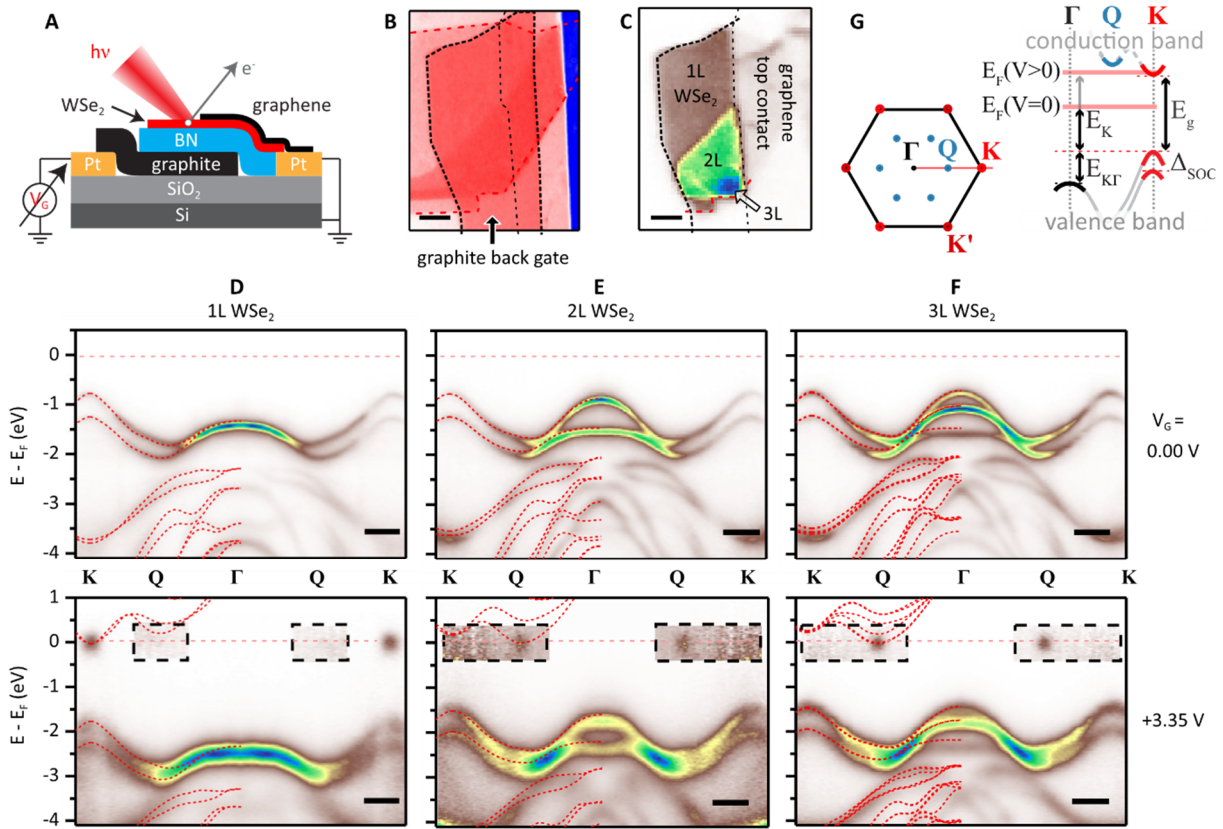 A
hν
e⁻
WSe₂
graphene
BN
Pt
graphite
Pt
V_G
SiO₂
Si
B
graphite back gate
C
1L
WSe₂
graphene
top contact
2L
3L
G
Γ
Q
K
K'
Γ
Q
K
conduction band
E_F(V>0)
E_F(V=0)
E_K
E_g
E_KΓ
Δ_SOC
valence band
D
1L WSe₂
E
2L WSe₂
F
3L WSe₂
E - E_F (eV)
0
-1
-2
-3
-4
V_G =
0.00 V
K
Q
Γ
Q
K
K
Q
Γ
Q
K
K
Q
Γ
Q
K
E - E_F (eV)
1
0
-1
-2
-3
-4
+3.35 V